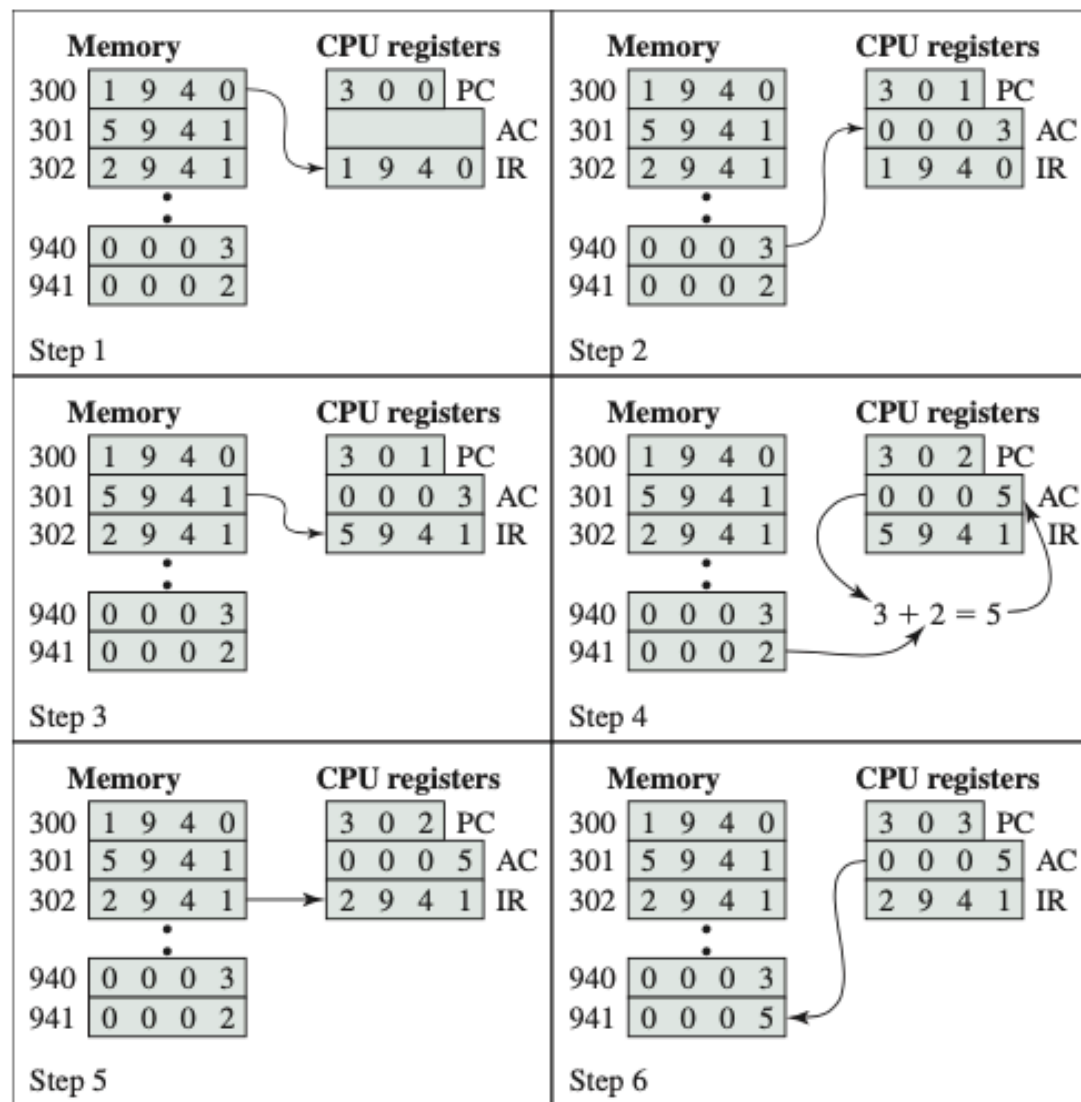 Memory CPU registers
300 1 9 4 0 3 0 0 PC
301 5 9 4 1 AC
302 2 9 4 1 1 9 4 0 IR
940 0 0 0 3
941 0 0 0 2
Step 1
Memory CPU registers
300 1 9 4 0 3 0 1 PC
301 5 9 4 1 0 0 0 3 AC
302 2 9 4 1 1 9 4 0 IR
940 0 0 0 3
941 0 0 0 2
Step 2
Memory CPU registers
300 1 9 4 0 3 0 1 PC
301 5 9 4 1 0 0 0 3 AC
302 2 9 4 1 5 9 4 1 IR
940 0 0 0 3
941 0 0 0 2
Step 3
Memory CPU registers
300 1 9 4 0 3 0 2 PC
301 5 9 4 1 0 0 0 5 AC
302 2 9 4 1 5 9 4 1 IR
940 0 0 0 3 3 + 2 = 5
941 0 0 0 2
Step 4
Memory CPU registers
300 1 9 4 0 3 0 2 PC
301 5 9 4 1 0 0 0 5 AC
302 2 9 4 1 2 9 4 1 IR
940 0 0 0 3
941 0 0 0 2
Step 5
Memory CPU registers
300 1 9 4 0 3 0 3 PC
301 5 9 4 1 0 0 0 5 AC
302 2 9 4 1 2 9 4 1 IR
940 0 0 0 3
941 0 0 0 5
Step 6